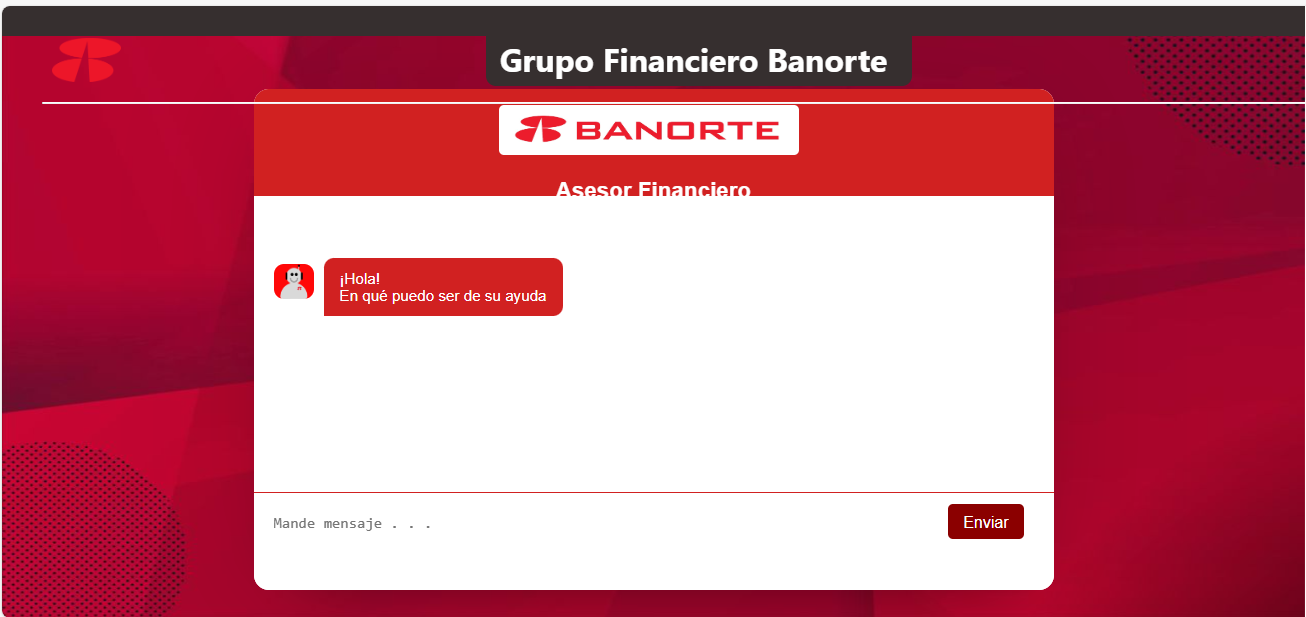 Grupo Financiero Banorte
BANORTE
Asesor Financiero
¡Hola!
En qué puedo ser de su ayuda
Mande mensaje . . .
Enviar